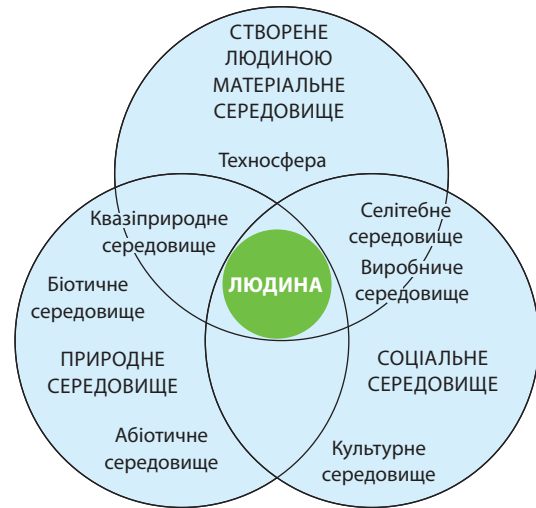 СТВОРЕНЕ
ЛЮДИНОЮ
МАТЕРІАЛЬНЕ
СЕРЕДОВИЩЕ
Техносфера
Квазіприродне
середовище
Селітебне
середовище
Виробниче
середовище
ЛЮДИНА
Біотичне
середовище
ПРИРОДНЕ
СЕРЕДОВИЩЕ
СОЦІАЛЬНЕ
СЕРЕДОВИЩЕ
Абіотичне
середовище
Культурне
середовище